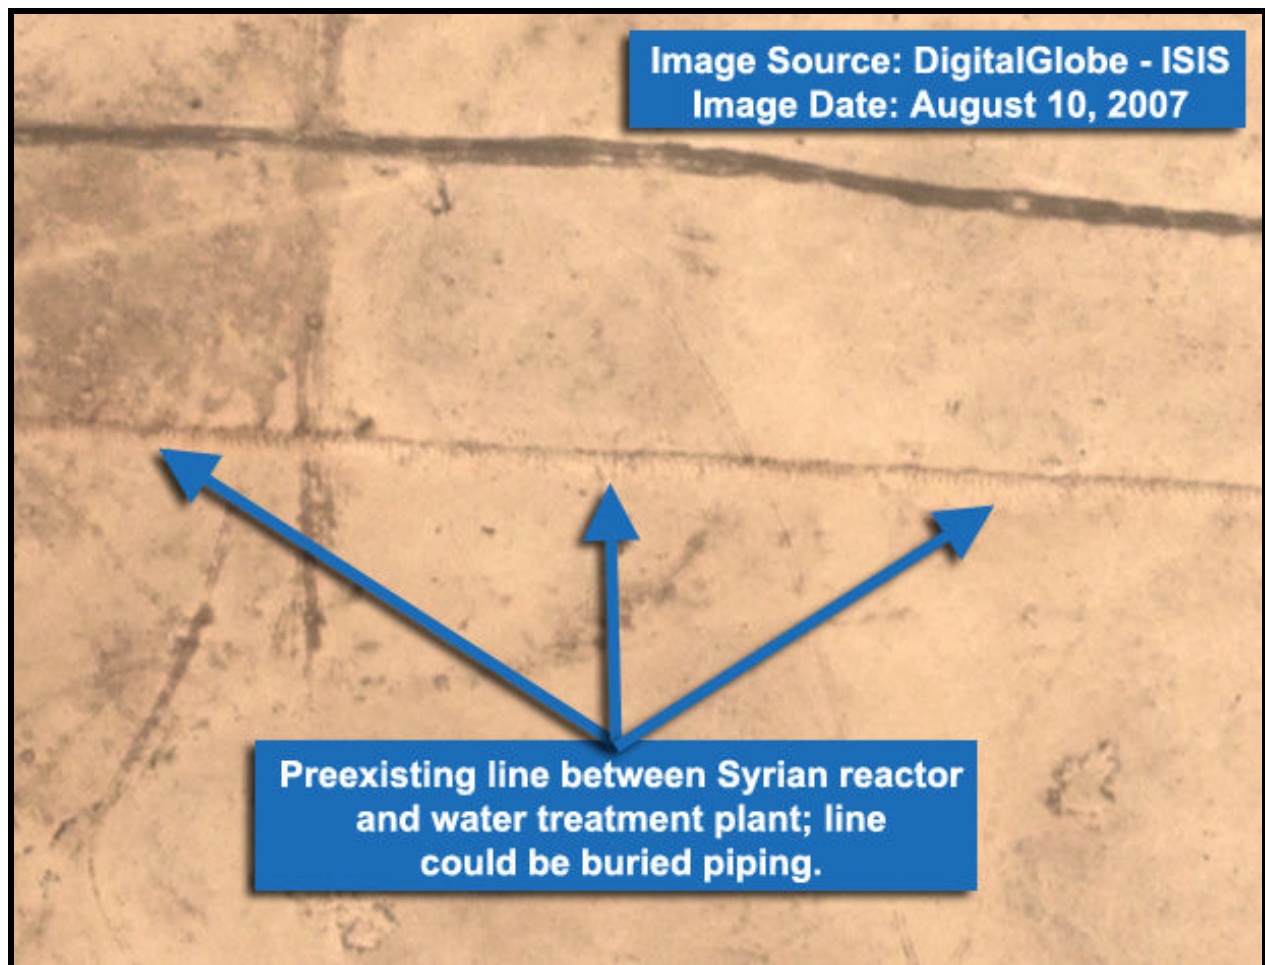 Image Source: DigitalGlobe - ISIS
Image Date: August 10, 2007
Preexisting line between Syrian reactor
and water treatment plant; line
could be buried piping.